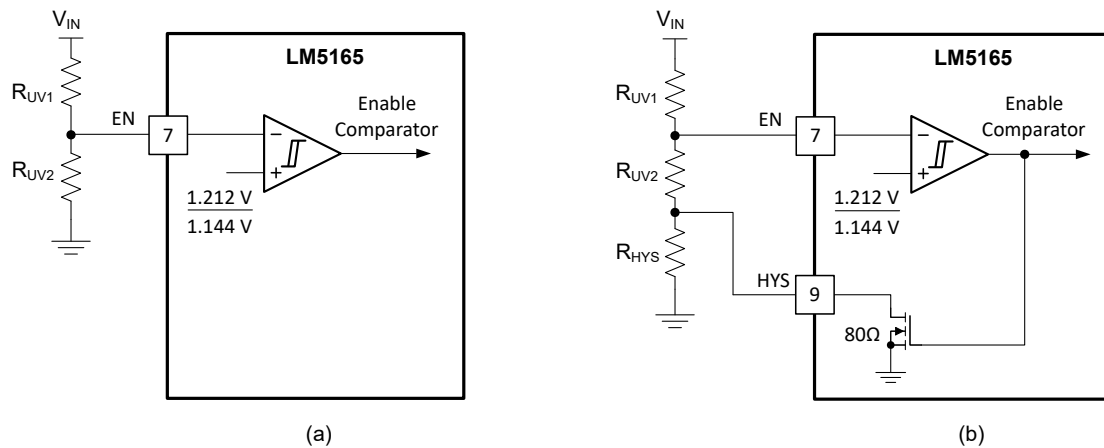 V_IN
LM5165
R_UV1
EN
7
Enable
Comparator
−
+
R_UV2
1.212 V
1.144 V
(a)
V_IN
LM5165
R_UV1
EN
7
Enable
Comparator
−
+
R_UV2
1.212 V
1.144 V
R_HYS
HYS
9
80Ω
(b)